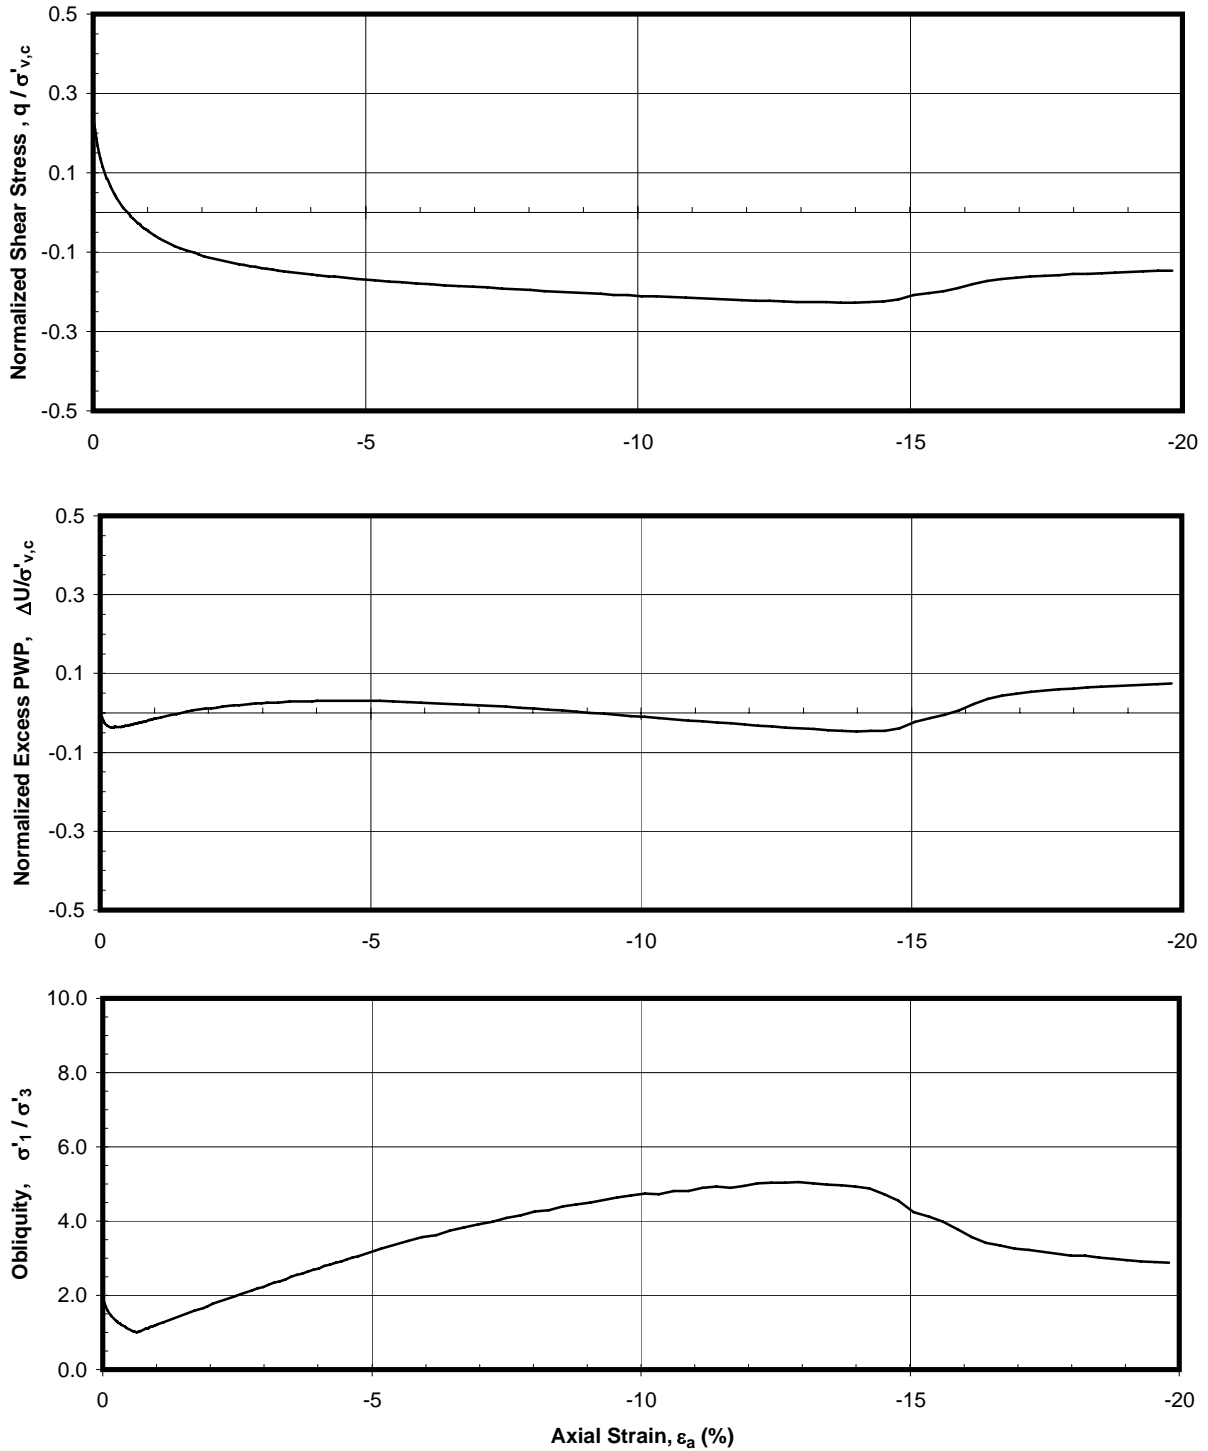 Normalized Shear Stress , q / σ'v,c
0.5
0.3
0.1
-0.1
-0.3
-0.5
0 -5 -10 -15 -20
Normalized Excess PWP, ΔU/σ'v,c
0.5
0.3
0.1
-0.1
-0.3
-0.5
0 -5 -10 -15 -20
Obliquity, σ'1 / σ'3
10.0
8.0
6.0
4.0
2.0
0.0
0 -5 -10 -15 -20
Axial Strain, εa (%)